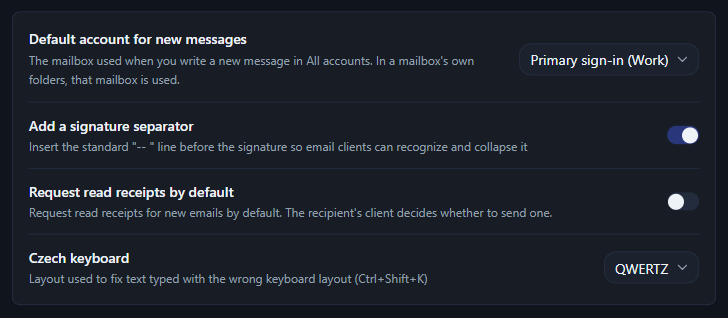 Default account for new messages
The mailbox used when you write a new message in All accounts. In a mailbox's own
folders, that mailbox is used.
Primary sign-in (Work)
Add a signature separator
Insert the standard "-- " line before the signature so email clients can recognize and collapse it
Request read receipts by default
Request read receipts for new emails by default. The recipient's client decides whether to send one.
Czech keyboard
Layout used to fix text typed with the wrong keyboard layout (Ctrl+Shift+K)
QWERTZ